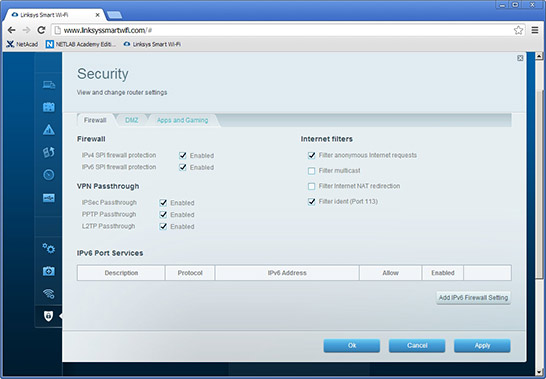 Linksys Smart Wi-Fi
www.linksyssmartwifi.com/#
NetAcad NETLAB Academy Editi... Linksys Smart Wi-Fi
Security
View and change router settings
Firewall DMZ Apps and Gaming
Firewall
IPv4 SPI firewall protection Enabled
IPv6 SPI firewall protection Enabled
VPN Passthrough
IPSec Passthrough Enabled
PPTP Passthrough Enabled
L2TP Passthrough Enabled
Internet filters
Filter anonymous Internet requests
Filter multicast
Filter Internet NAT redirection
Filter ident (Port 113)
IPv6 Port Services
Description Protocol IPv6 Address Allow Enabled
Add IPv6 Firewall Setting
Ok Cancel Apply